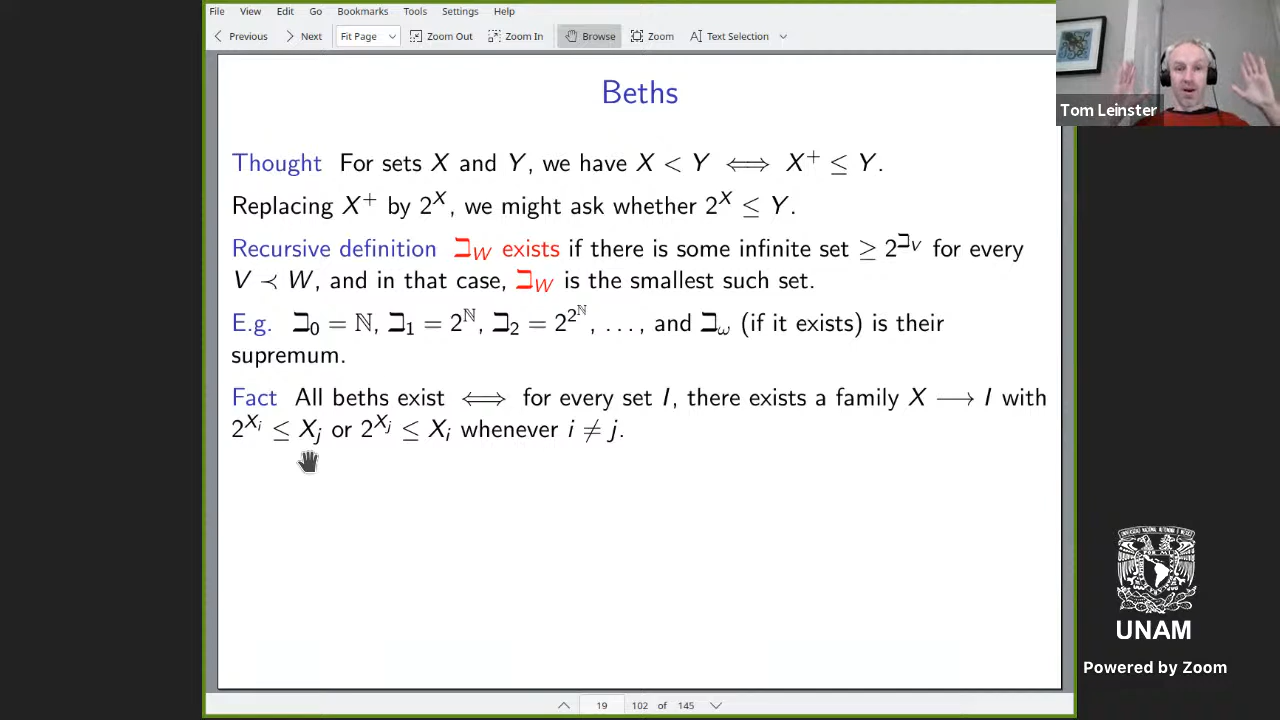 File View Edit Go Bookmarks Tools Settings Help
Previous Next Fit Page Zoom Out Zoom In Browse Zoom Text Selection
Tom Leinster
Beths
Thought For sets X and Y, we have X < Y ⟺ X⁺ ≤ Y.
Replacing X⁺ by 2^X, we might ask whether 2^X ≤ Y.
Recursive definition ℶ_W exists if there is some infinite set ≥ 2^{ℶ_V} for every
V ≺ W, and in that case, ℶ_W is the smallest such set.
E.g. ℶ_0 = ℕ, ℶ_1 = 2^ℕ, ℶ_2 = 2^{2^ℕ}, ..., and ℶ_ω (if it exists) is their
supremum.
Fact All beths exist ⟺ for every set I, there exists a family X ⟶ I with
2^{X_i} ≤ X_j or 2^{X_j} ≤ X_i whenever i ≠ j.
UNAM
Powered by Zoom
19 102 of 145